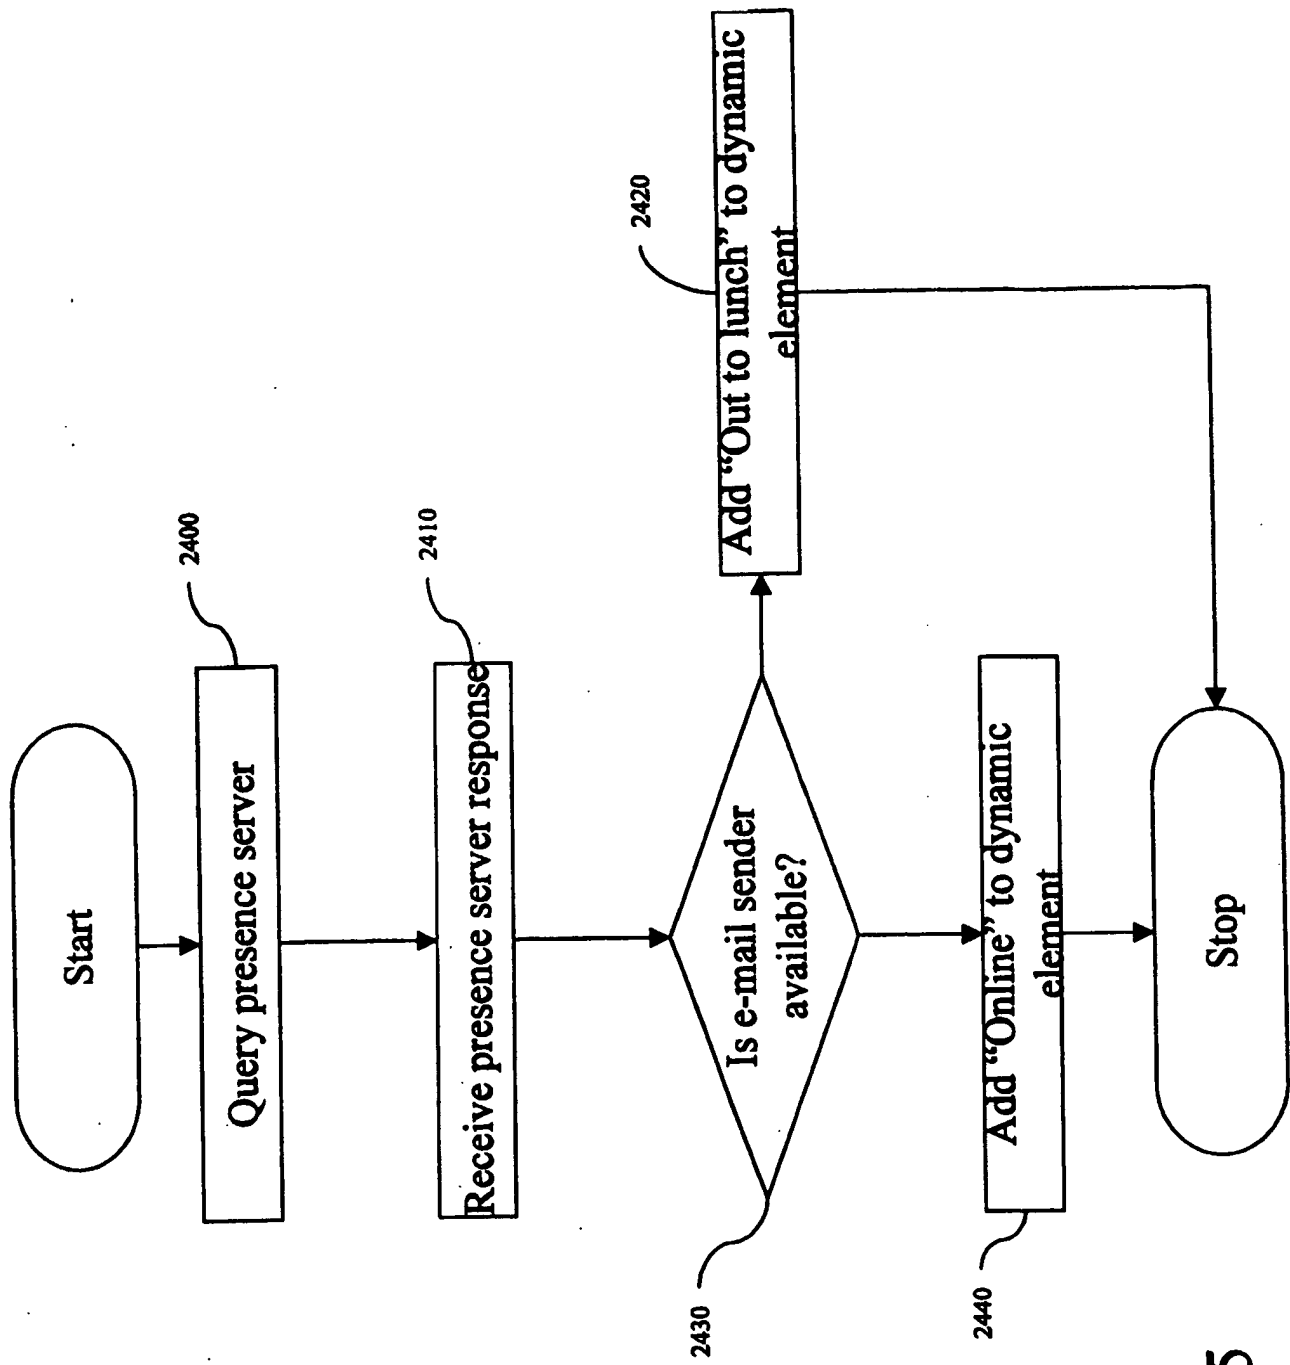 Start
2400
Query presence server
2410
Receive presence server response
2430
Is e-mail sender
available?
2420
Add “Out to lunch” to dynamic
element
2440
Add “Online” to dynamic
element
Stop
5